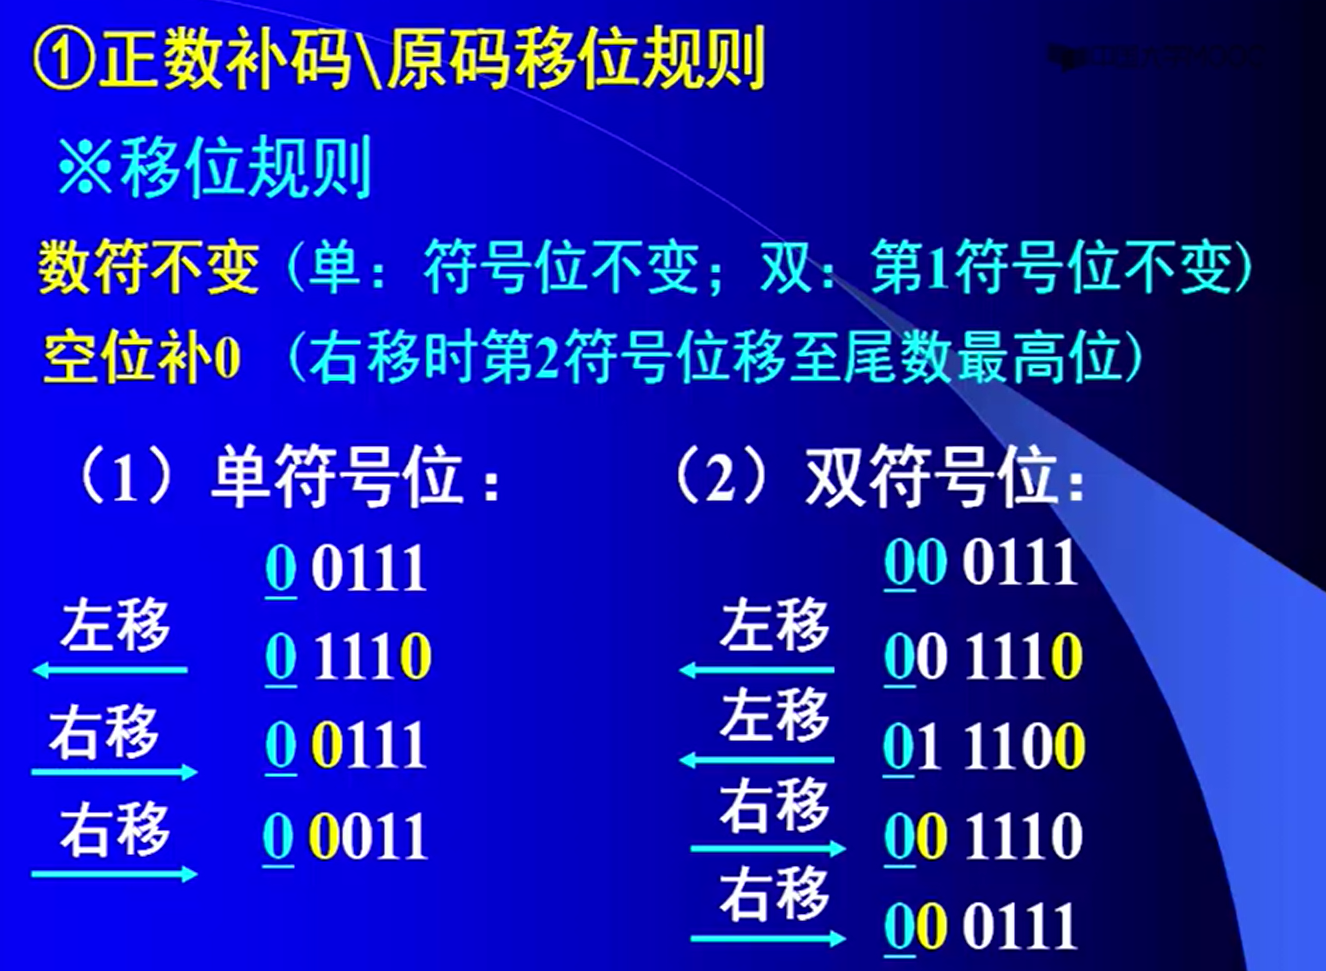 ①正数补码\原码移位规则
※移位规则
数符不变（单：符号位不变；双：第1符号位不变）
空位补0 （右移时第2符号位移至尾数最高位）
（1）单符号位：
0 0111
左移 0 1110
右移 0 0111
右移 0 0011
（2）双符号位：
00 0111
左移 00 1110
左移 01 1100
右移 00 1110
右移 00 0111